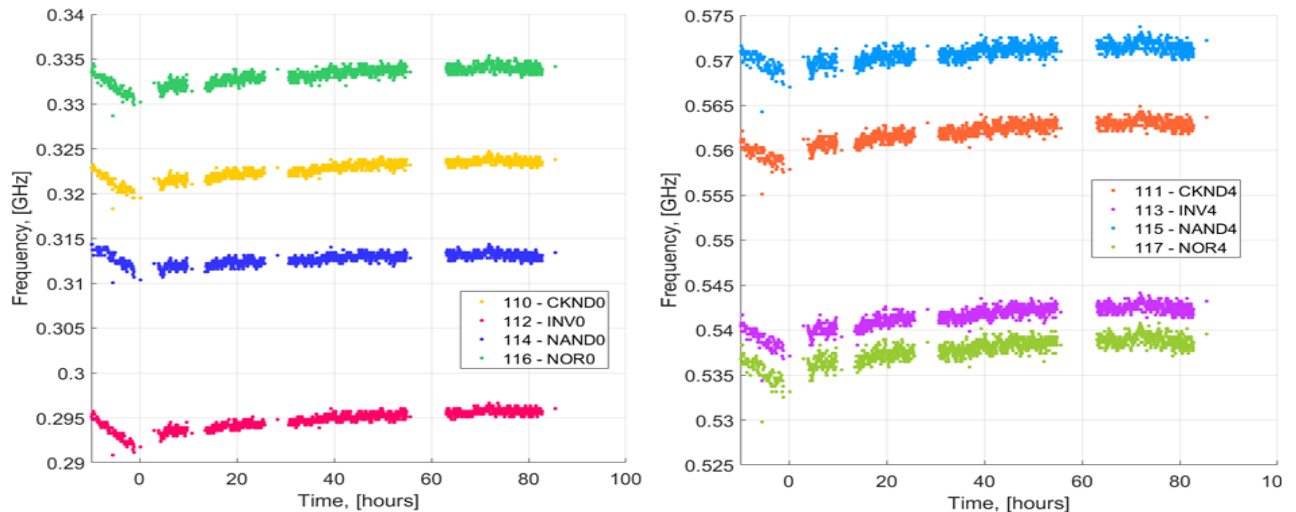 0.34
0.335
0.33
0.325
0.32
0.315
0.31
0.305
0.3
0.295
0.29
Frequency, [GHz]
0 20 40 60 80 100
Time, [hours]
110 - CKND0
112 - INV0
114 - NAND0
116 - NOR0
0.575
0.57
0.565
0.56
0.555
0.55
0.545
0.54
0.535
0.53
0.525
Frequency, [GHz]
0 20 40 60 80 10
Time, [hours]
111 - CKND4
113 - INV4
115 - NAND4
117 - NOR4